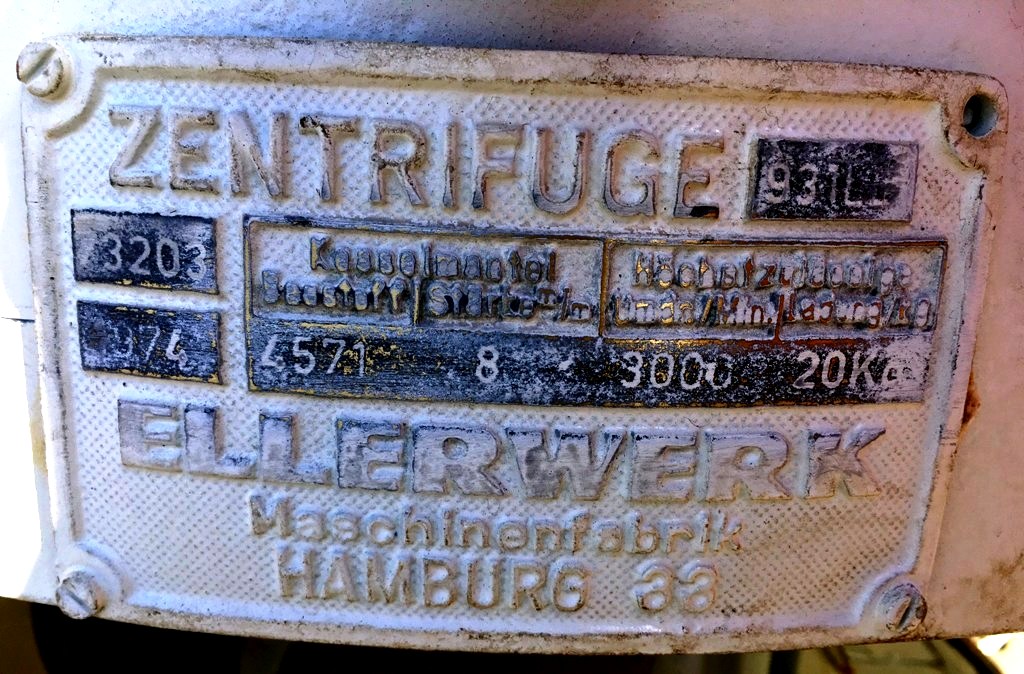 ZENTRIFUGE
3203
Kesselmantel
Baustoff Stärke m/m
Höchstzulässige
Umdr/Min. Ladung/kg
4571 8 3000 20KG
ELLERWERK
Maschinenfabrik
HAMBURG 33